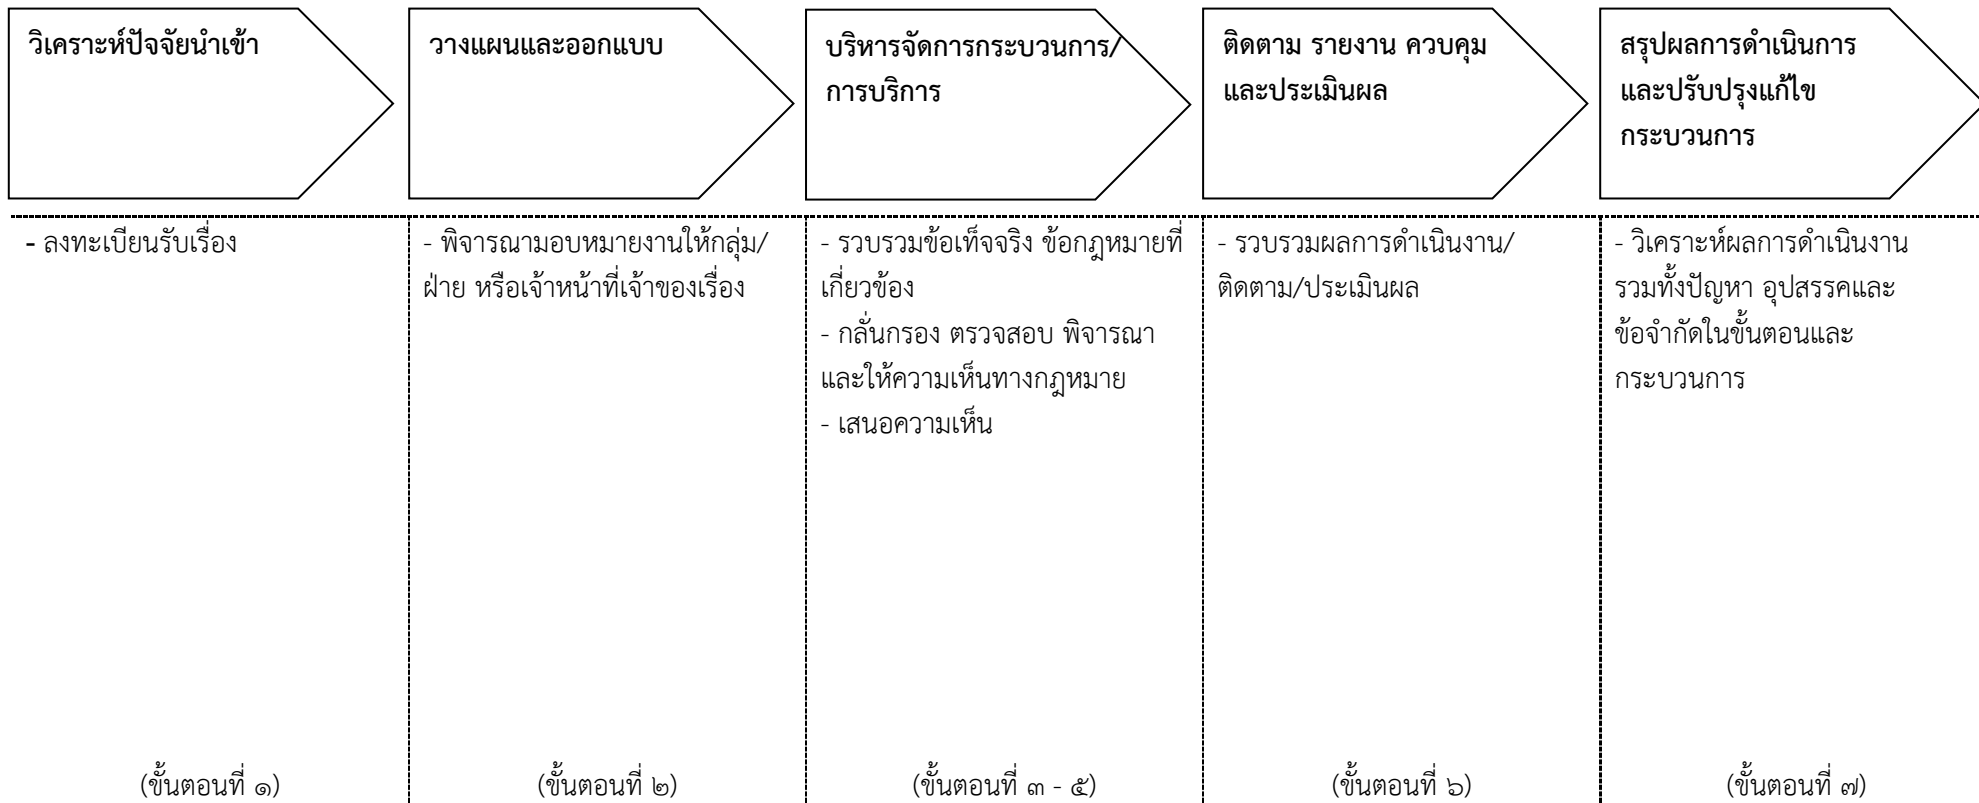 วิเคราะห์ปัจจัยนำเข้า
วางแผนและออกแบบ
บริหารจัดการกระบวนการ/
การบริการ
ติดตาม รายงาน ควบคุม
และประเมินผล
สรุปผลการดำเนินการ
และปรับปรุงแก้ไข
กระบวนการ
- ลงทะเบียนรับเรื่อง
- พิจารณามอบหมายงานให้กลุ่ม/
ฝ่าย หรือเจ้าหน้าที่เจ้าของเรื่อง
- รวบรวมข้อเท็จจริง ข้อกฎหมายที่
เกี่ยวข้อง
- กลั่นกรอง ตรวจสอบ พิจารณา
และให้ความเห็นทางกฎหมาย
- เสนอความเห็น
- รวบรวมผลการดำเนินงาน/
ติดตาม/ประเมินผล
- วิเคราะห์ผลการดำเนินงาน
รวมทั้งปัญหา อุปสรรคและ
ข้อจำกัดในขั้นตอนและ
กระบวนการ
(ขั้นตอนที่ ๑)
(ขั้นตอนที่ ๒)
(ขั้นตอนที่ ๓ - ๕)
(ขั้นตอนที่ ๖)
(ขั้นตอนที่ ๗)